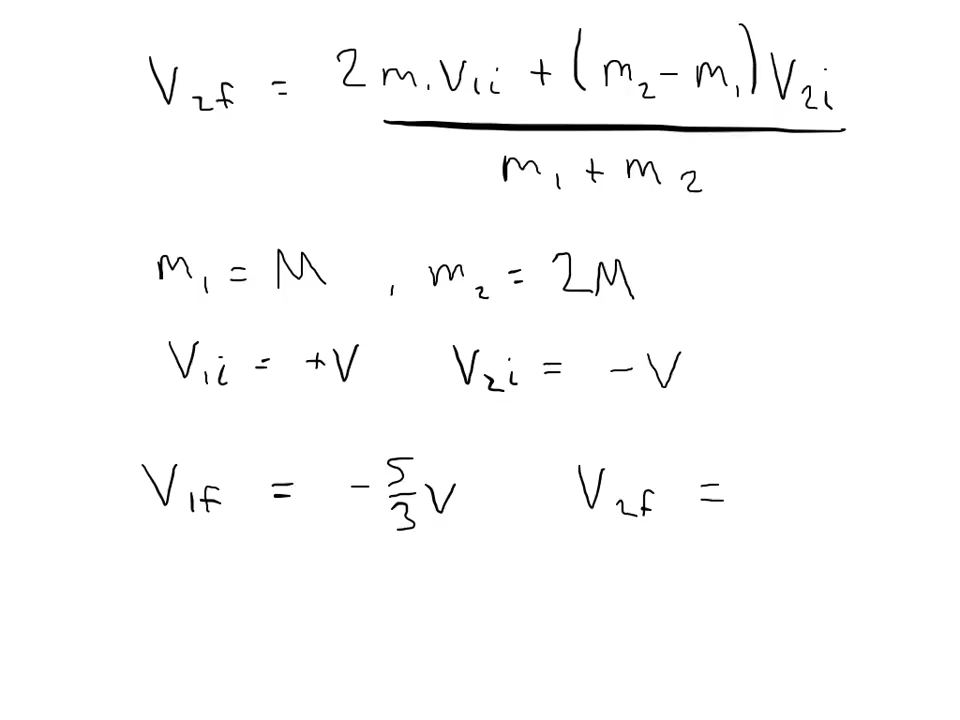 V₂f = 2m₁V₁i + (m₂ - m₁)V₂i
m₁ + m₂
m₁ = M , m₂ = 2M
V₁i = +V V₂i = -V
V₁f = - 5/3 V V₂f =